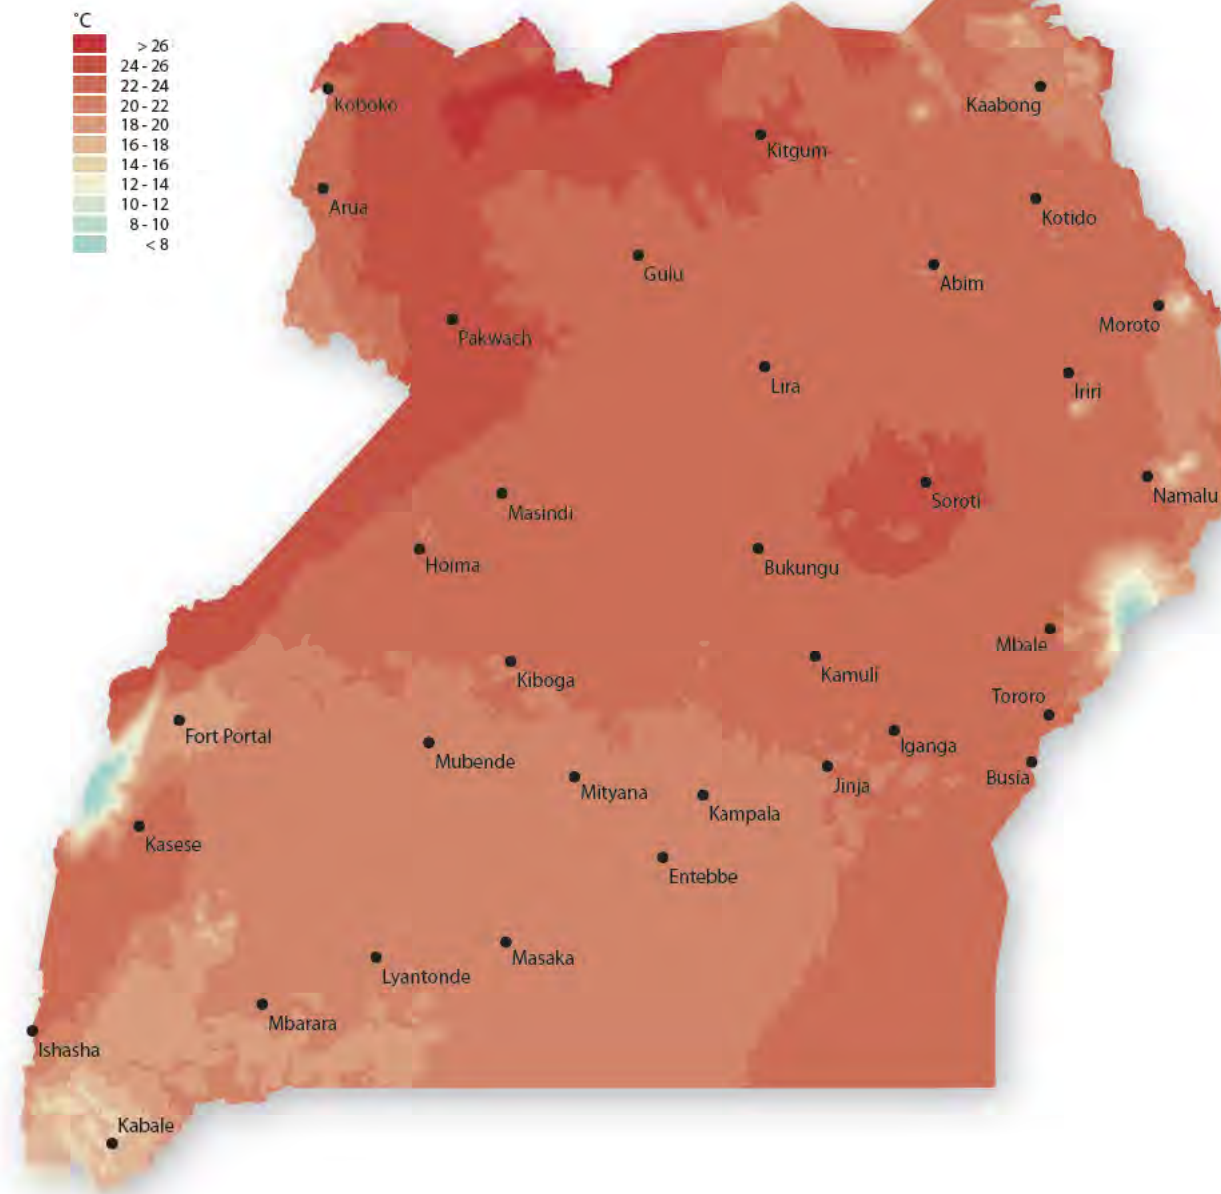 °C
> 26
24 - 26
22 - 24
20 - 22
18 - 20
16 - 18
14 - 16
12 - 14
10 - 12
8 - 10
< 8
Koboko
Kaabong
Kitgum
Arua
Kotido
Gulu
Abim
Moroto
Pakwach
Lira
Iriri
Masindi
Soroti
Namalu
Hoima
Bukungu
Mbale
Kiboga
Kamuli
Tororo
Fort Portal
Iganga
Mubende
Busia
Jinja
Mityana
Kampala
Kasese
Entebbe
Masaka
Lyantonde
Mbarara
Ishasha
Kabale